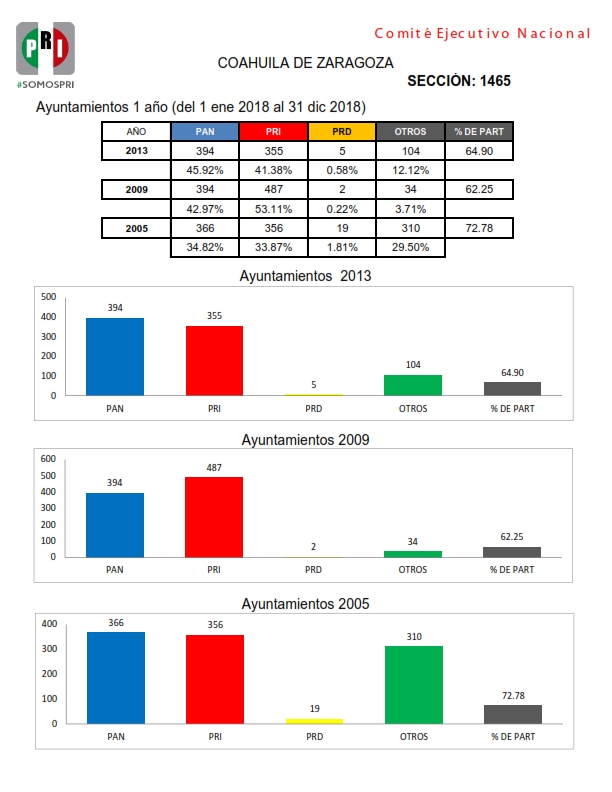 Comité Ejecutivo Nacional
PRI
#SOMOSPRI
COAHUILA DE ZARAGOZA
SECCIÓN: 1465
Ayuntamientos 1 año (del 1 ene 2018 al 31 dic 2018)
AÑO PAN PRI PRD OTROS % DE PART
2013 394 355 5 104 64.90
45.92% 41.38% 0.58% 12.12%
2009 394 487 2 34 62.25
42.97% 53.11% 0.22% 3.71%
2005 366 356 19 310 72.78
34.82% 33.87% 1.81% 29.50%
Ayuntamientos 2013
500
400
300
200
100
0
394 355 5 104 64.90
PAN PRI PRD OTROS % DE PART
Ayuntamientos 2009
600
500
400
300
200
100
0
394 487 2 34 62.25
PAN PRI PRD OTROS % DE PART
Ayuntamientos 2005
400
300
200
100
0
366 356 19 310 72.78
PAN PRI PRD OTROS % DE PART